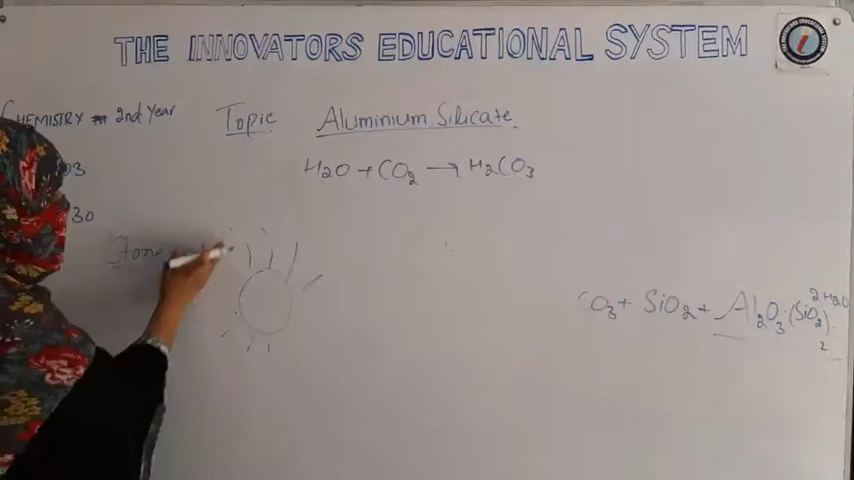 THE INNOVATORS EDUCATIONAL SYSTEM
CHEMISTRY 2nd Year
Topic Aluminium Silicate
H2O + CO2 → H2CO3
O3
30
CO3 + SiO2 + Al2O3(SiO2)2 2H2O